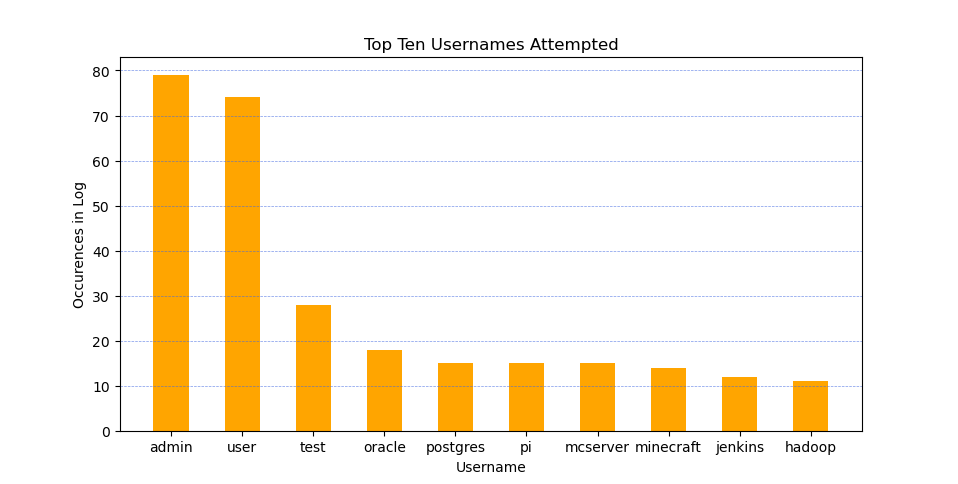 Top Ten Usernames Attempted
Occurences in Log
80
70
60
50
40
30
20
10
0
admin user test oracle postgres pi mcserver minecraft jenkins hadoop
Username